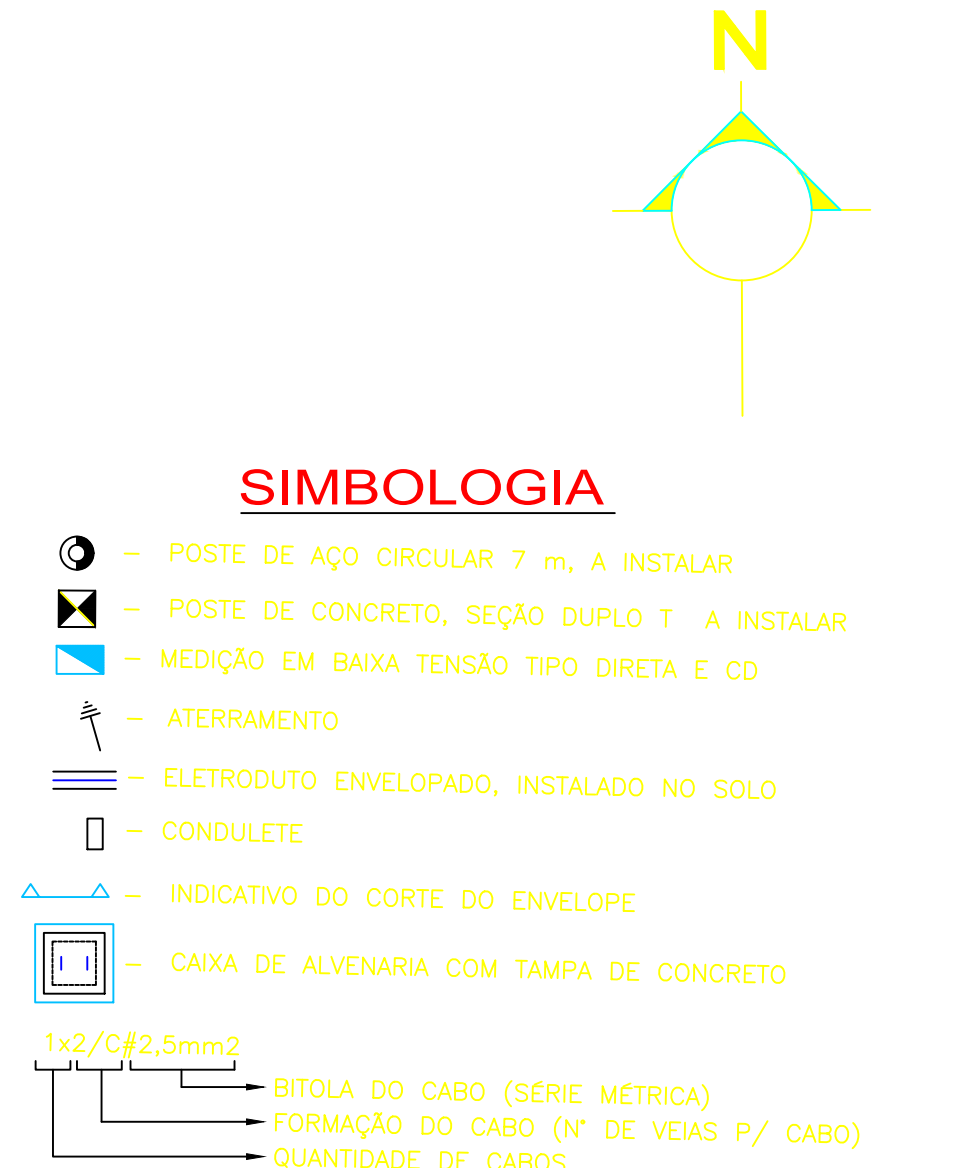 N
SIMBOLOGIA
– POSTE DE AÇO CIRCULAR 7 m, A INSTALAR
– POSTE DE CONCRETO, SEÇÃO DUPLO T A INSTALAR
– MEDIÇÃO EM BAIXA TENSÃO TIPO DIRETA E CD
– ATERRAMENTO
– ELETRODUTO ENVELOPADO, INSTALADO NO SOLO
– CONDULETE
– INDICATIVO DO CORTE DO ENVELOPE
– CAIXA DE ALVENARIA COM TAMPA DE CONCRETO
1x2/C#2,5mm2
BITOLA DO CABO (SÉRIE MÉTRICA)
FORMAÇÃO DO CABO (N° DE VEIAS P/ CABO)
QUANTIDADE DE CABOS